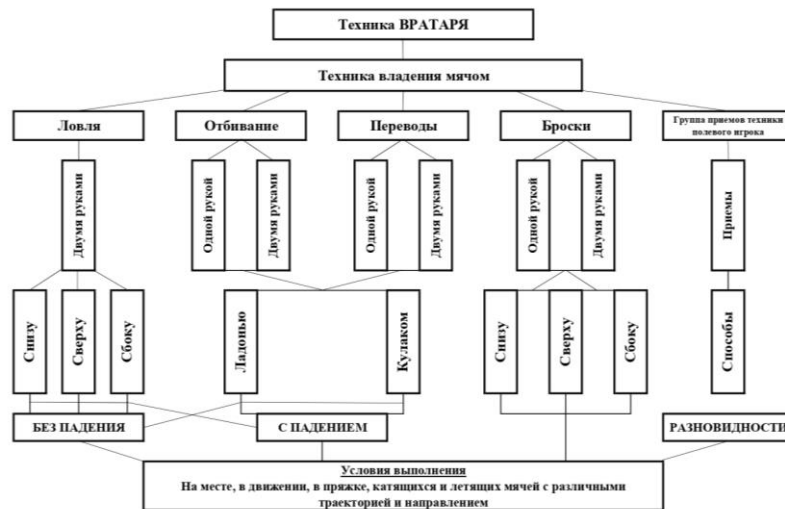 Техника ВРАТАРЯ
Техника владения мячом
Ловля
Отбивание
Переводы
Броски
Группа приемов техники
полевого игрока
Двумя руками
Одной рукой
Двумя руками
Одной рукой
Двумя руками
Одной рукой
Двумя руками
Приемы
Снизу
Сверху
Сбоку
Ладонью
Кулаком
Снизу
Сверху
Сбоку
Способы
БЕЗ ПАДЕНИЯ
С ПАДЕНИЕМ
РАЗНОВИДНОСТИ
Условия выполнения
На месте, в движении, в пряжке, катящихся и летящих мячей с различными
траекторией и направлением